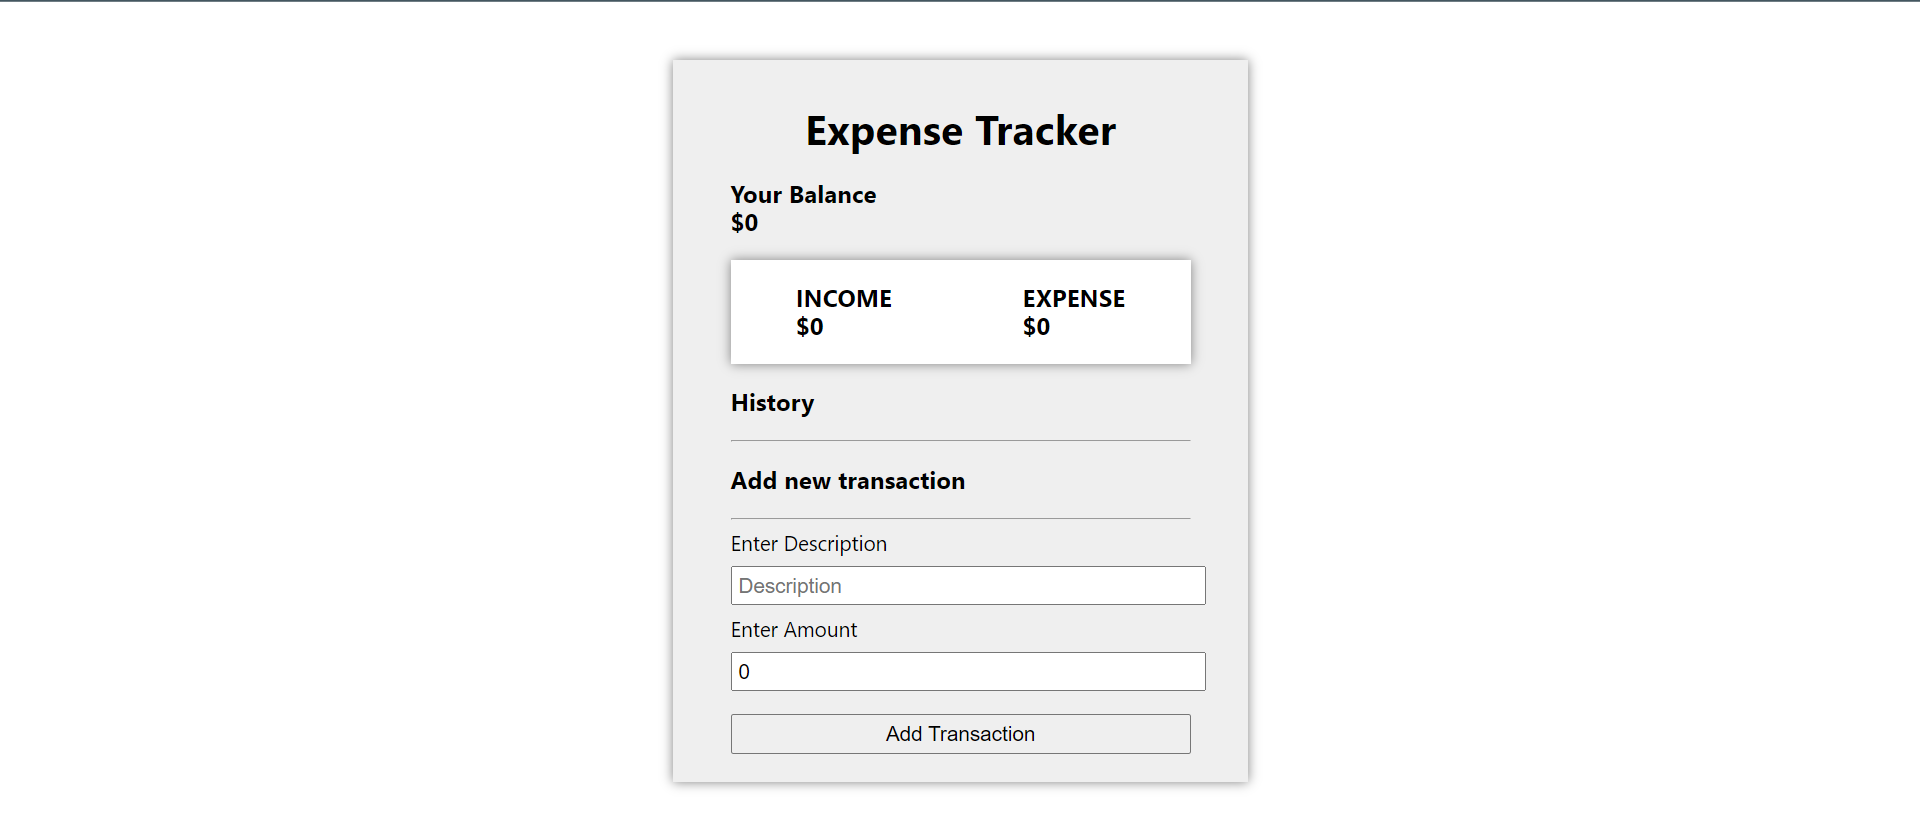 Expense Tracker
Your Balance
$0
INCOME EXPENSE
$0 $0
History
Add new transaction
Enter Description
Description
Enter Amount
0
Add Transaction